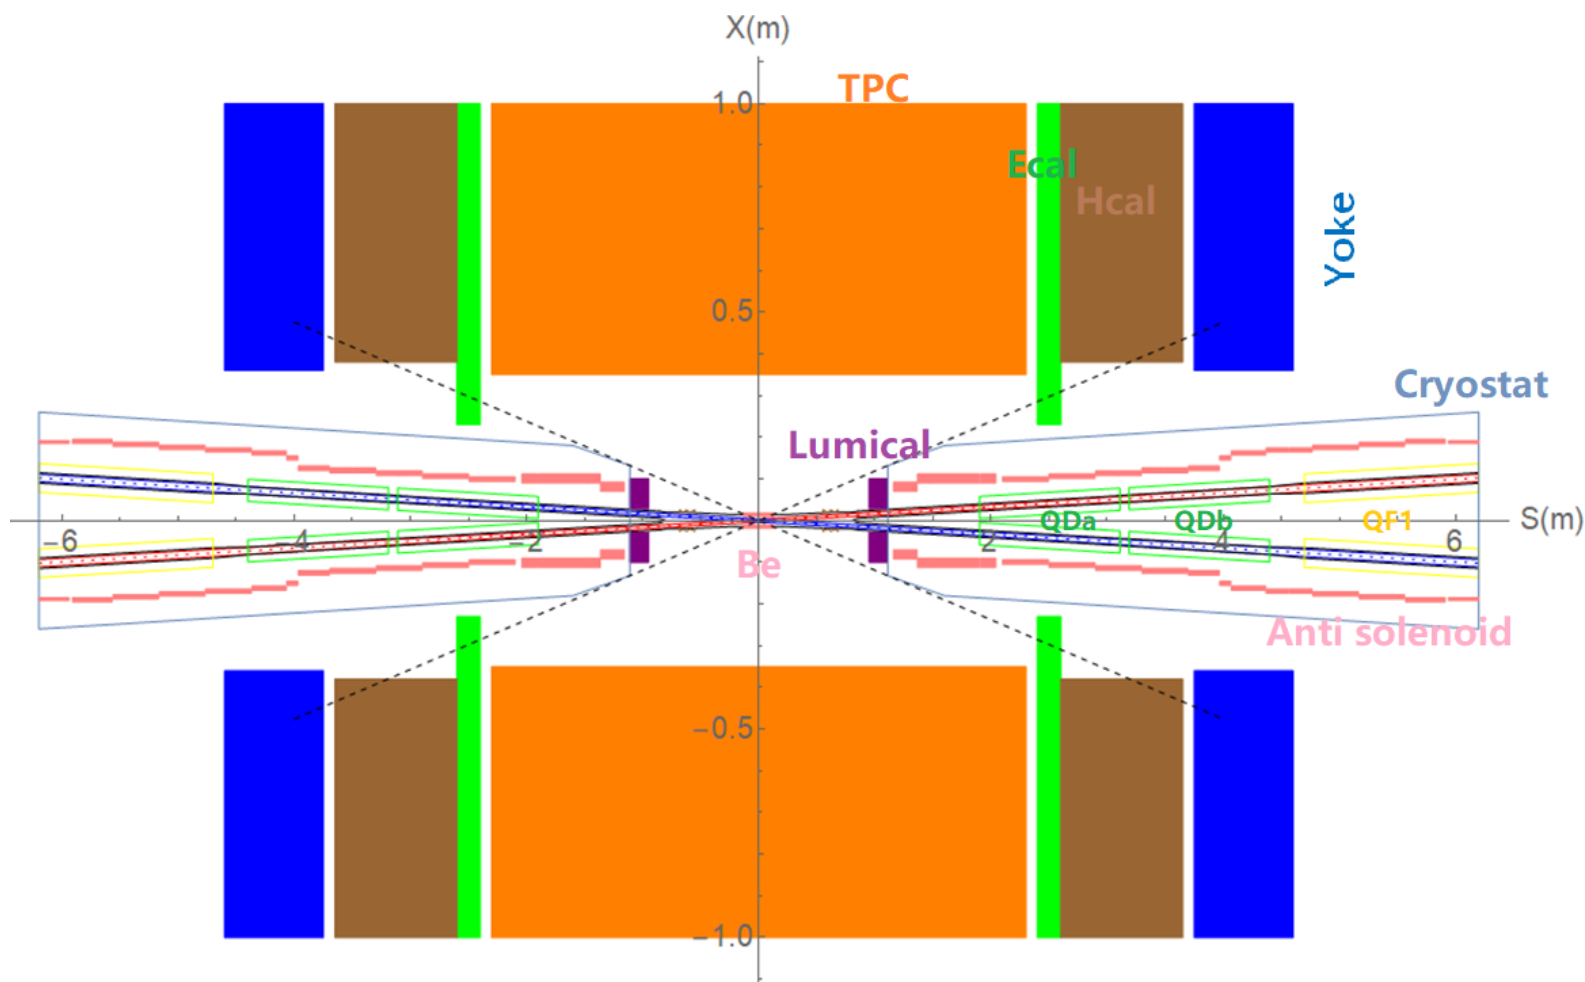 X(m)
TPC
1.0
Ecal
Hcal
Yoke
0.5
Cryostat
Lumical
QDa
QDb
QF1
S(m)
−6
−4
−2
2
4
6
Be
Anti solenoid
−0.5
−1.0